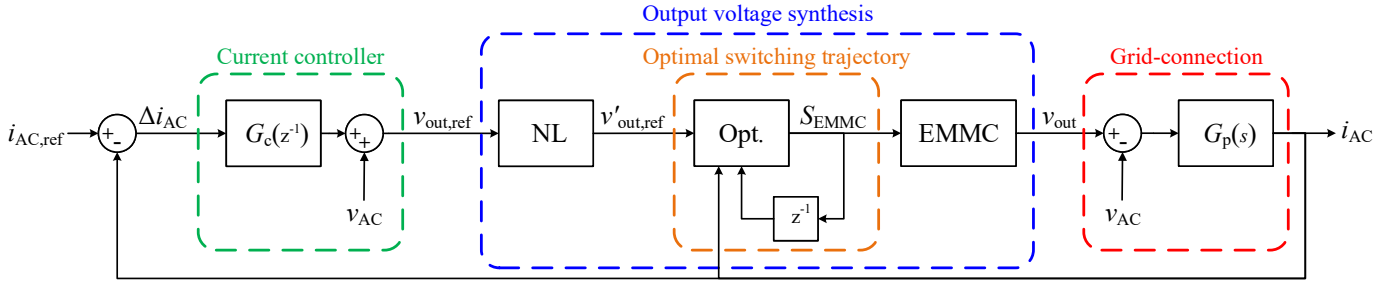 Output voltage synthesis
Current controller
Optimal switching trajectory
Grid-connection
i_AC,ref
+
-
Δi_AC
G_c(z^-1)
+
+
v_AC
v_out,ref
NL
v'_out,ref
Opt.
S_EMMC
z^-1
EMMC
v_out
+
-
v_AC
G_p(s)
i_AC